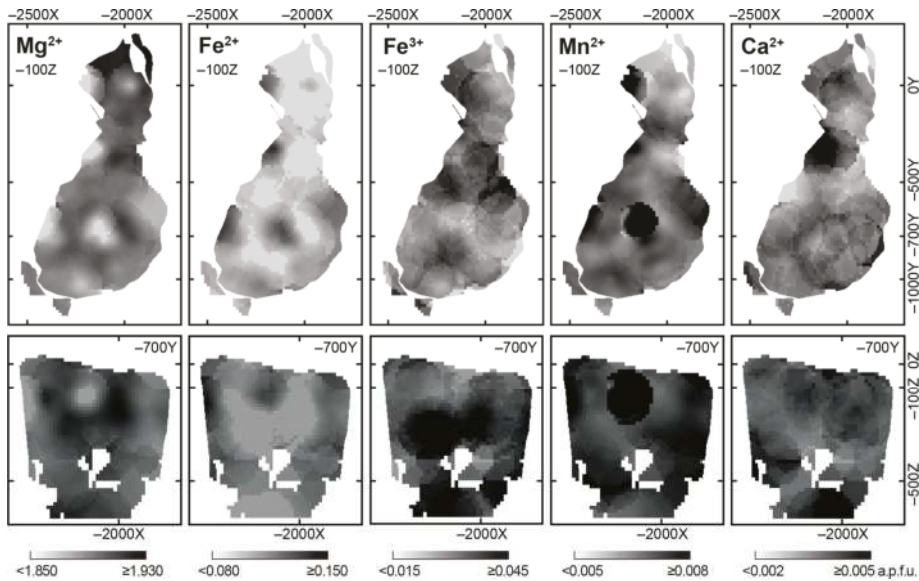 −2500X −2000X −2500X −2000X −2500X −2000X −2500X −2000X −2500X −2000X
Mg²⁺ Fe²⁺ Fe³⁺ Mn²⁺ Ca²⁺
−100Z −100Z −100Z −100Z −100Z
0Y
−500Y
−700Y
−1000Y
−700Y −700Y −700Y −700Y −700Y
0Z
−100Z
−500Z
−2000X −2000X −2000X −2000X −2000X
<1.850 ≥1.930 <0.080 ≥0.150 <0.015 ≥0.045 <0.005 ≥0.008 <0.002 ≥0.005 a.p.f.u.